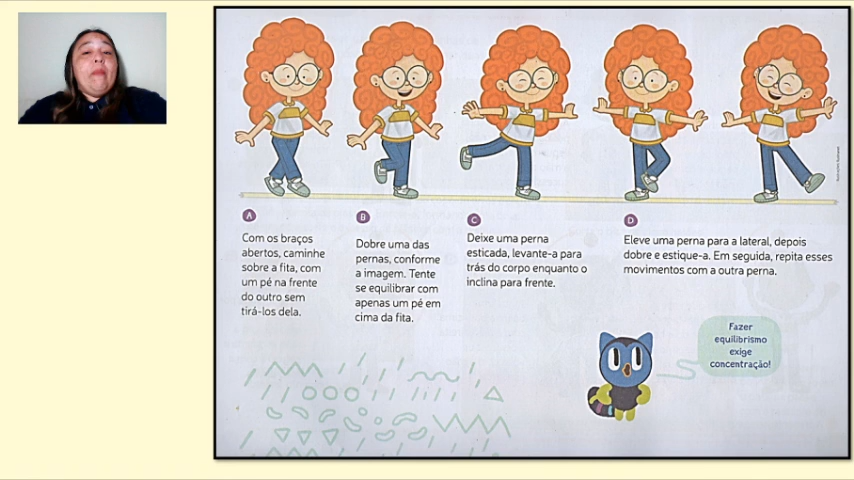 A
Com os braços
abertos, caminhe
sobre a fita, com
um pé na frente
do outro sem
tirá-los dela.
B
Dobre uma das
pernas, conforme
a imagem. Tente
se equilibrar com
apenas um pé em
cima da fita.
C
Deixe uma perna
esticada, levante-a para
trás do corpo enquanto o
inclina para frente.
D
Eleve uma perna para a lateral, depois
dobre e estique-a. Em seguida, repita esses
movimentos com a outra perna.
Fazer
equilibrismo
exige
concentração!